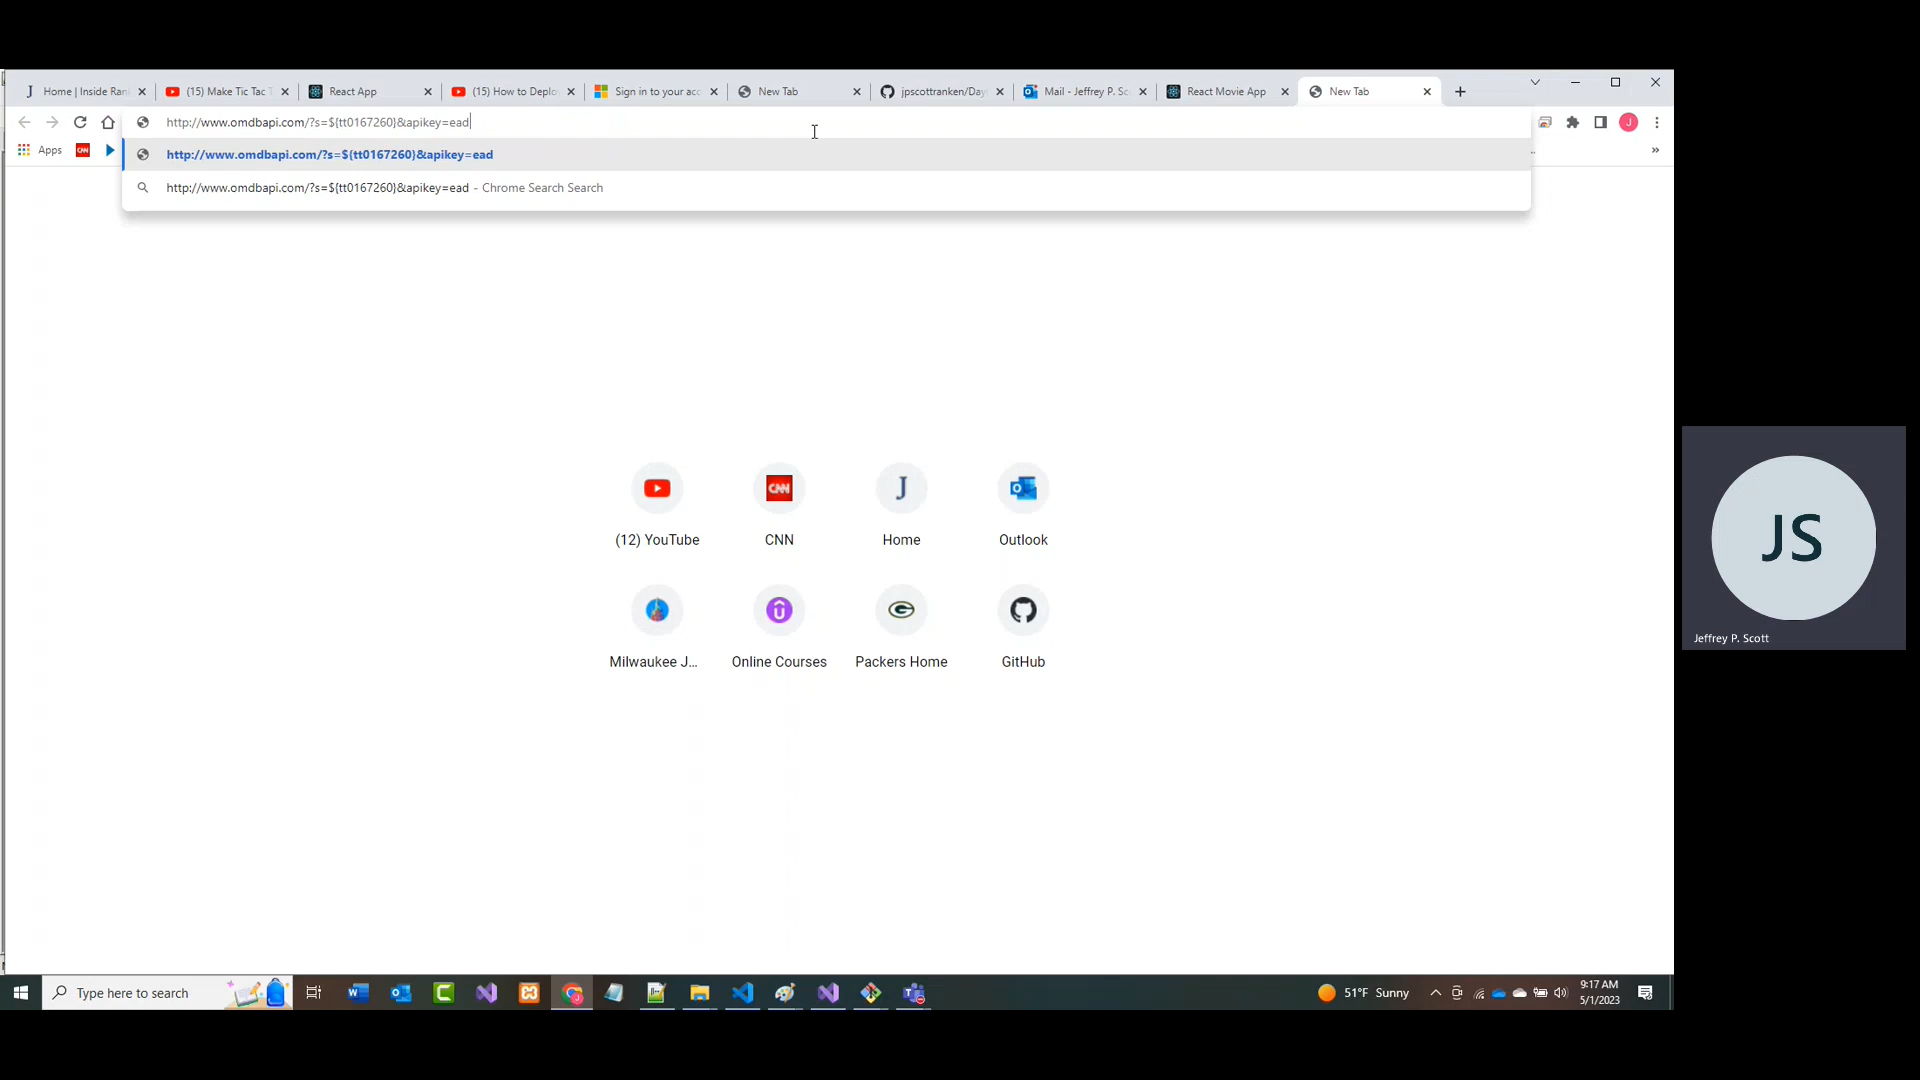 Home | Inside Ran
(15) Make Tic Tac T
React App
(15) How to Deplo
Sign in to your acc
New Tab
jpscottranken/Day
Mail - Jeffrey P. Sc
React Movie App
New Tab
http://www.omdbapi.com/?s=${tt0167260}&apikey=ead
J
Apps
CNN
http://www.omdbapi.com/?s=${tt0167260}&apikey=ead
http://www.omdbapi.com/?s=${tt0167260}&apikey=ead - Chrome Search Search
CNN
J
(12) YouTube
CNN
Home
Outlook
Milwaukee J...
Online Courses
Packers Home
GitHub
JS
Jeffrey P. Scott
Type here to search
51°F Sunny
9:17 AM
5/1/2023